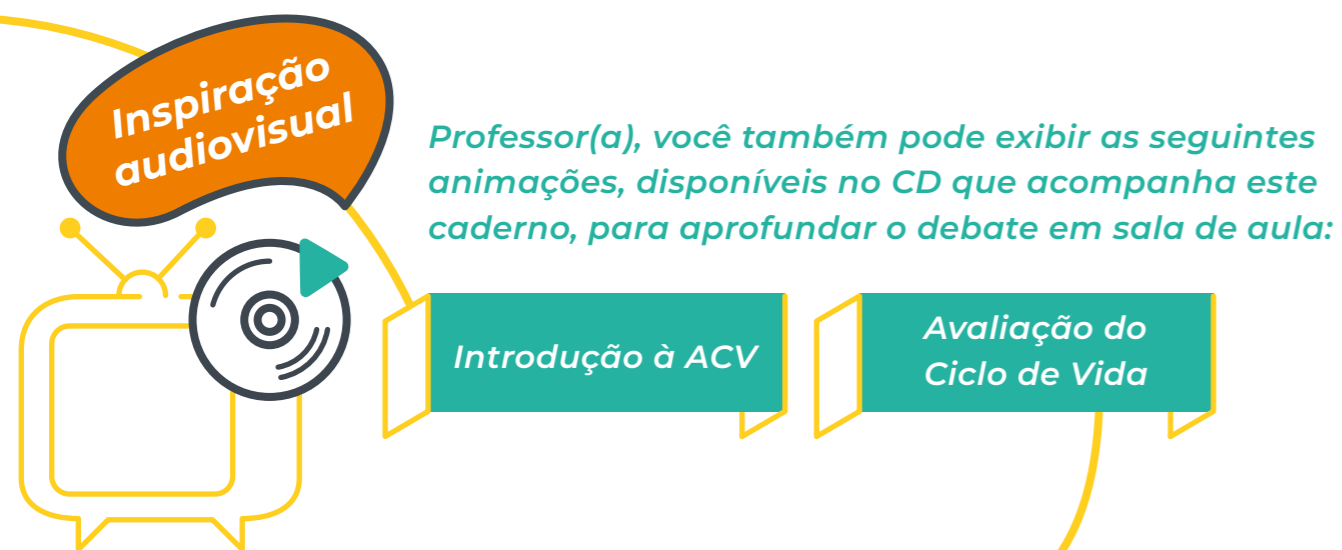 Inspiração
audiovisual
Professor(a), você também pode exibir as seguintes
animações, disponíveis no CD que acompanha este
caderno, para aprofundar o debate em sala de aula:
Introdução à ACV
Avaliação do
Ciclo de Vida